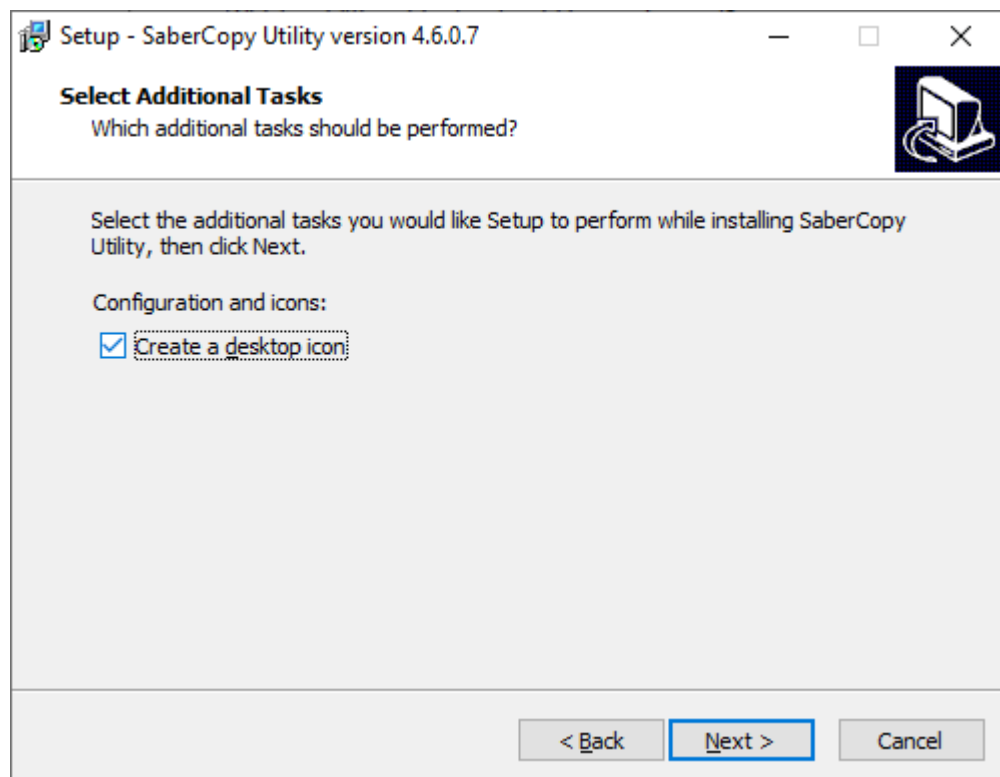 Setup - SaberCopy Utility version 4.6.0.7
Select Additional Tasks
Which additional tasks should be performed?
Select the additional tasks you would like Setup to perform while installing SaberCopy
Utility, then click Next.
Configuration and icons:
Create a desktop icon
< Back Next > Cancel